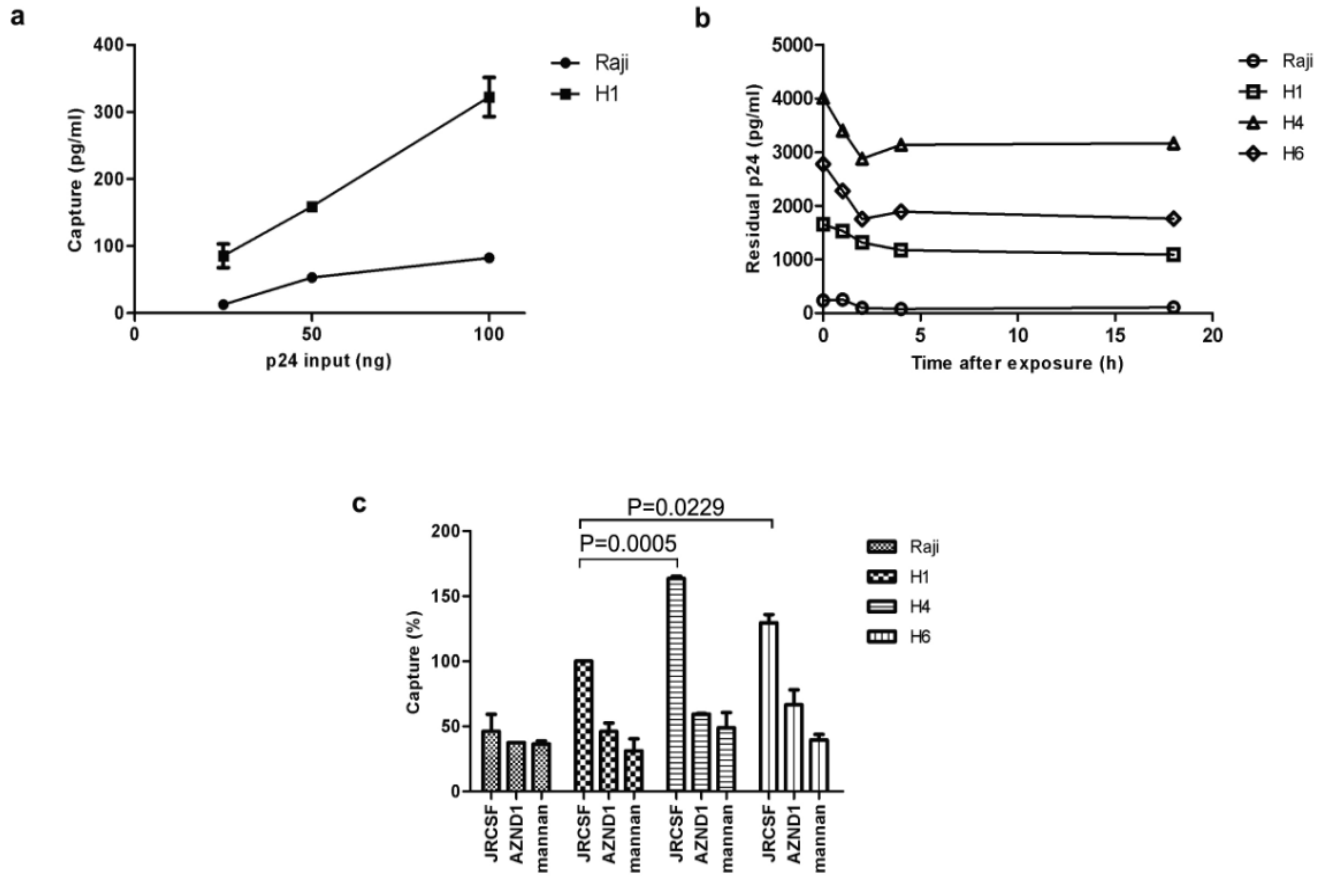 a
400
300
200
100
0
Capture (pg/ml)
0 50 100
p24 input (ng)
Raji
H1
b
5000
4000
3000
2000
1000
0
Residual p24 (pg/ml)
0 5 10 15 20
Time after exposure (h)
Raji
H1
H4
H6
c
P=0.0229
P=0.0005
200
150
100
50
0
Capture (%)
JRCSF AZND1 mannan JRCSF AZND1 mannan JRCSF AZND1 mannan JRCSF AZND1 mannan
Raji
H1
H4
H6